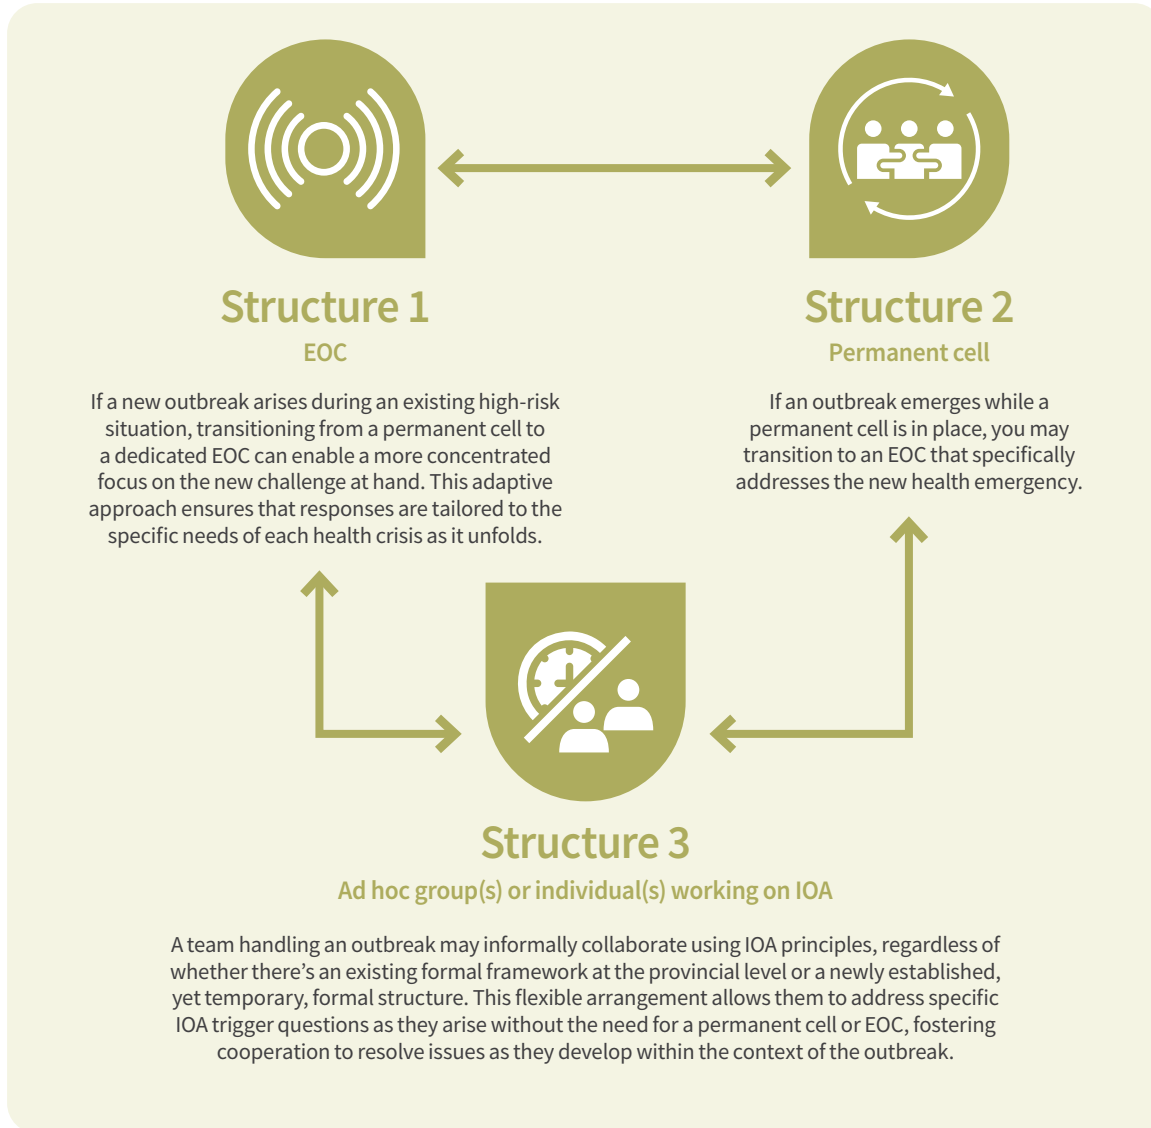 Structure 1
EOC
If a new outbreak arises during an existing high-risk
situation, transitioning from a permanent cell to
a dedicated EOC can enable a more concentrated
focus on the new challenge at hand. This adaptive
approach ensures that responses are tailored to the
specific needs of each health crisis as it unfolds.
Structure 2
Permanent cell
If an outbreak emerges while a
permanent cell is in place, you may
transition to an EOC that specifically
addresses the new health emergency.
Structure 3
Ad hoc group(s) or individual(s) working on IOA
A team handling an outbreak may informally collaborate using IOA principles, regardless of
whether there’s an existing formal framework at the provincial level or a newly established,
yet temporary, formal structure. This flexible arrangement allows them to address specific
IOA trigger questions as they arise without the need for a permanent cell or EOC, fostering
cooperation to resolve issues as they develop within the context of the outbreak.